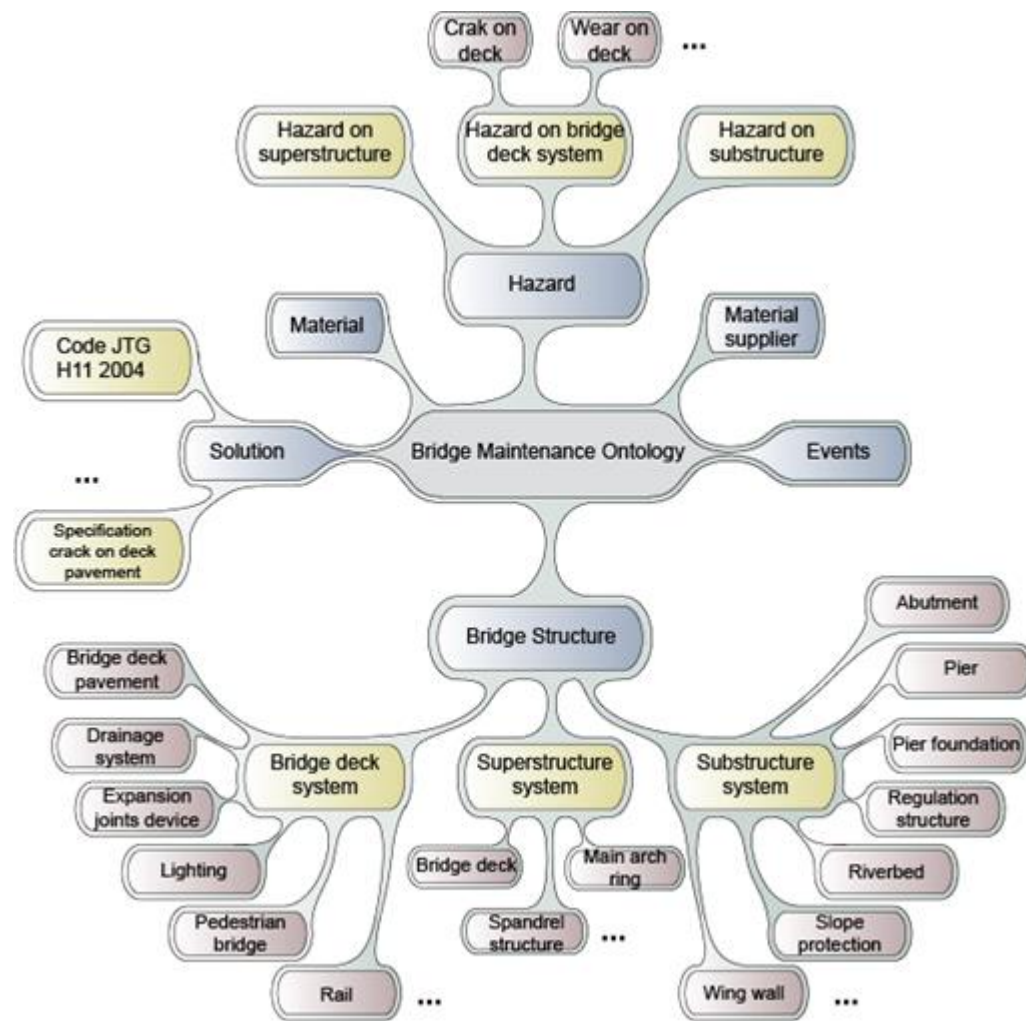 Crak on
deck
Wear on
deck
...
Hazard on
superstructure
Hazard on bridge
deck system
Hazard on
substructure
Hazard
Material
Material
supplier
Code JTG
H11 2004
Solution
Bridge Maintenance Ontology
Events
...
Specification
crack on deck
pavement
Bridge Structure
Abutment
Bridge deck
pavement
Pier
Drainage
system
Bridge deck
system
Superstructure
system
Substructure
system
Pier foundation
Expansion
joints device
Regulation
structure
Lighting
Bridge deck
Main arch
ring
Riverbed
Pedestrian
bridge
Spandrel
structure
...
Slope
protection
Rail
...
Wing wall
...